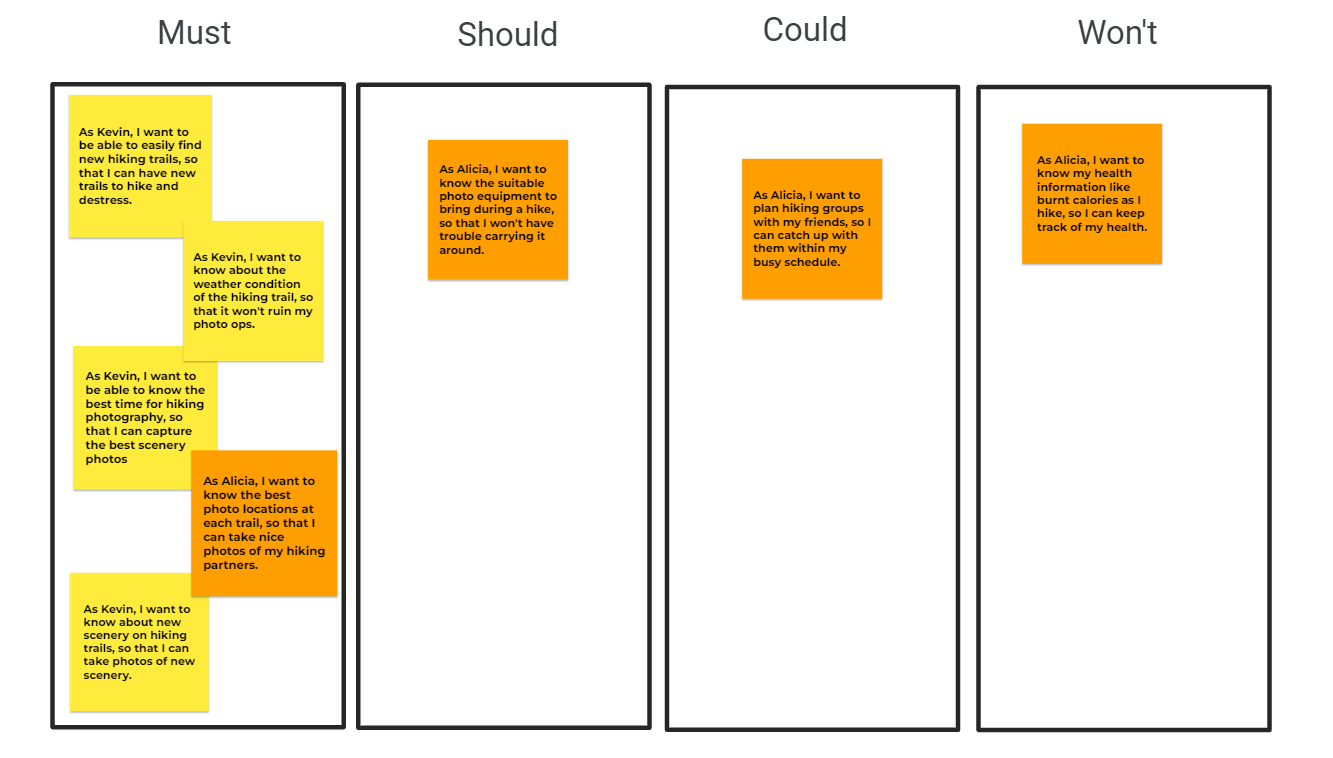 Must
Should
Could
Won't
As Kevin, I want to
be able to easily find
new hiking trails, so
that I can have new
trails to hike and
destress.
As Kevin, I want to
know about the
weather condition
of the hiking trail, so
that it won't ruin my
photo ops.
As Kevin, I want to
be able to know the
best time for hiking
photography, so
that I can capture
the best scenery
photos
As Alicia, I want to
know the best
photo locations at
each trail, so that I
can take nice
photos of my hiking
partners.
As Kevin, I want to
know about new
scenery on hiking
trails, so that I can
take photos of new
scenery.
As Alicia, I want to
know the suitable
photo equipment to
bring during a hike,
so that I won't have
trouble carrying it
around.
As Alicia, I want to
plan hiking groups
with my friends, so I
can catch up with
them within my
busy schedule.
As Alicia, I want to
know my health
information like
burnt calories as I
hike, so I can keep
track of my health.